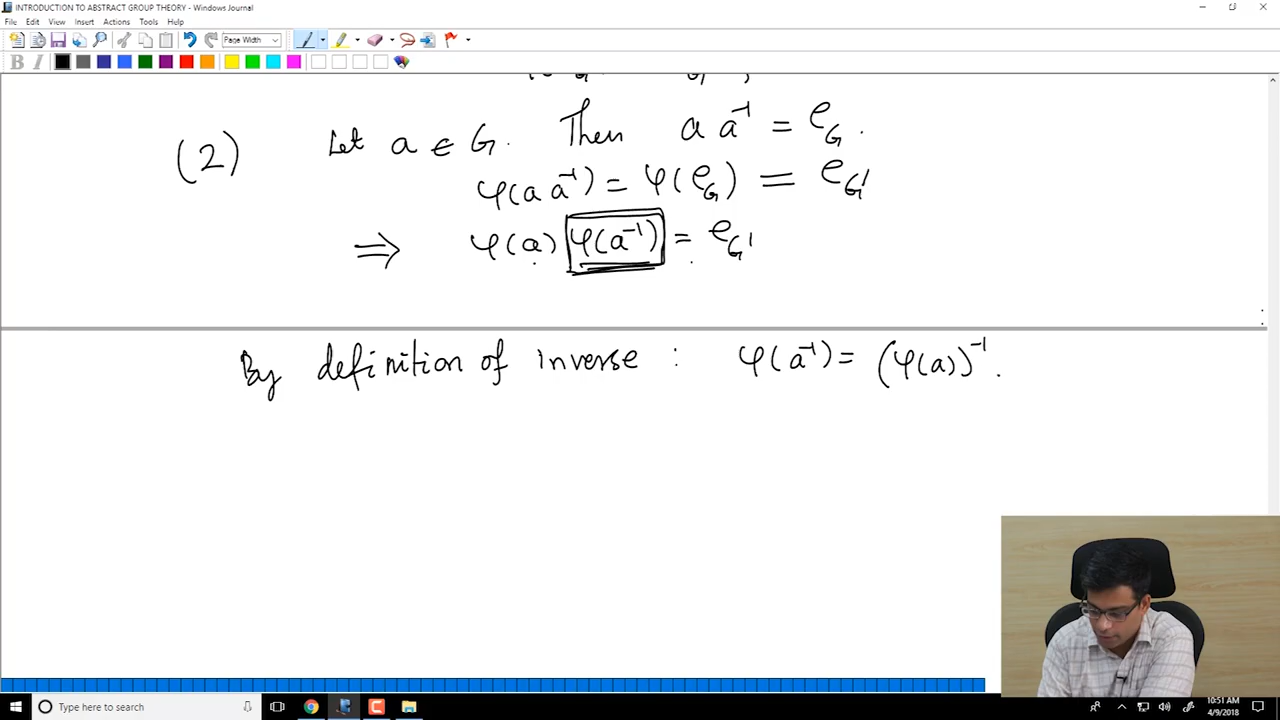 INTRODUCTION TO ABSTRACT GROUP THEORY - Windows Journal
File Edit View Insert Actions Tools Help
Page Width
B I
(2) Let a ∈ G. Then a a⁻¹ = e_G.
φ(a a⁻¹) = φ(e_G) = e_G'
⇒ φ(a) φ(a⁻¹) = e_G'
By definition of inverse : φ(a⁻¹) = (φ(a))⁻¹.
Type here to search
10:51 AM
4/9/2018